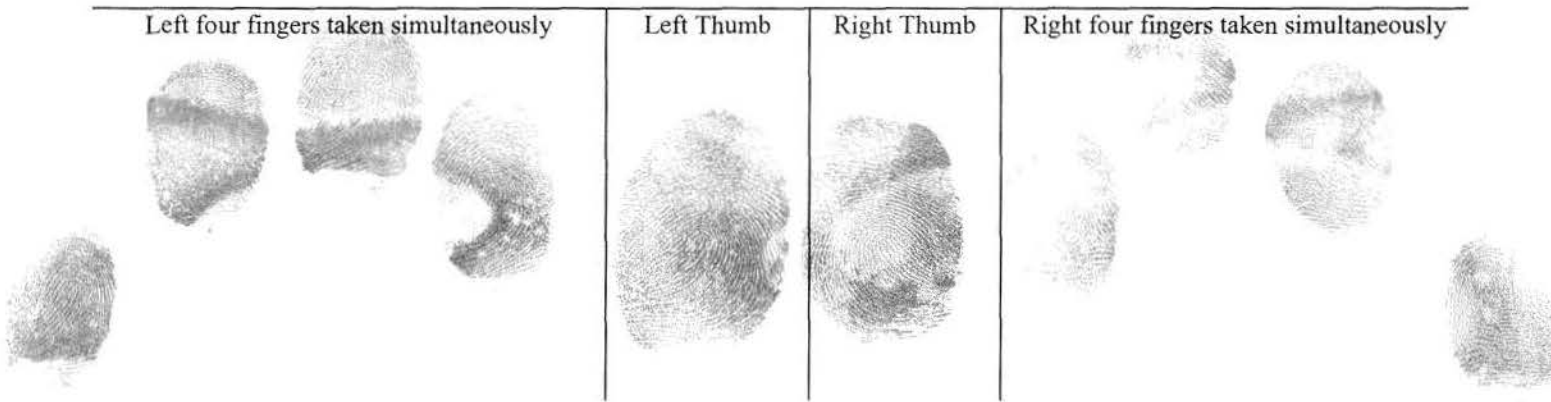 Left four fingers taken simultaneously
Left Thumb
Right Thumb
Right four fingers taken simultaneously